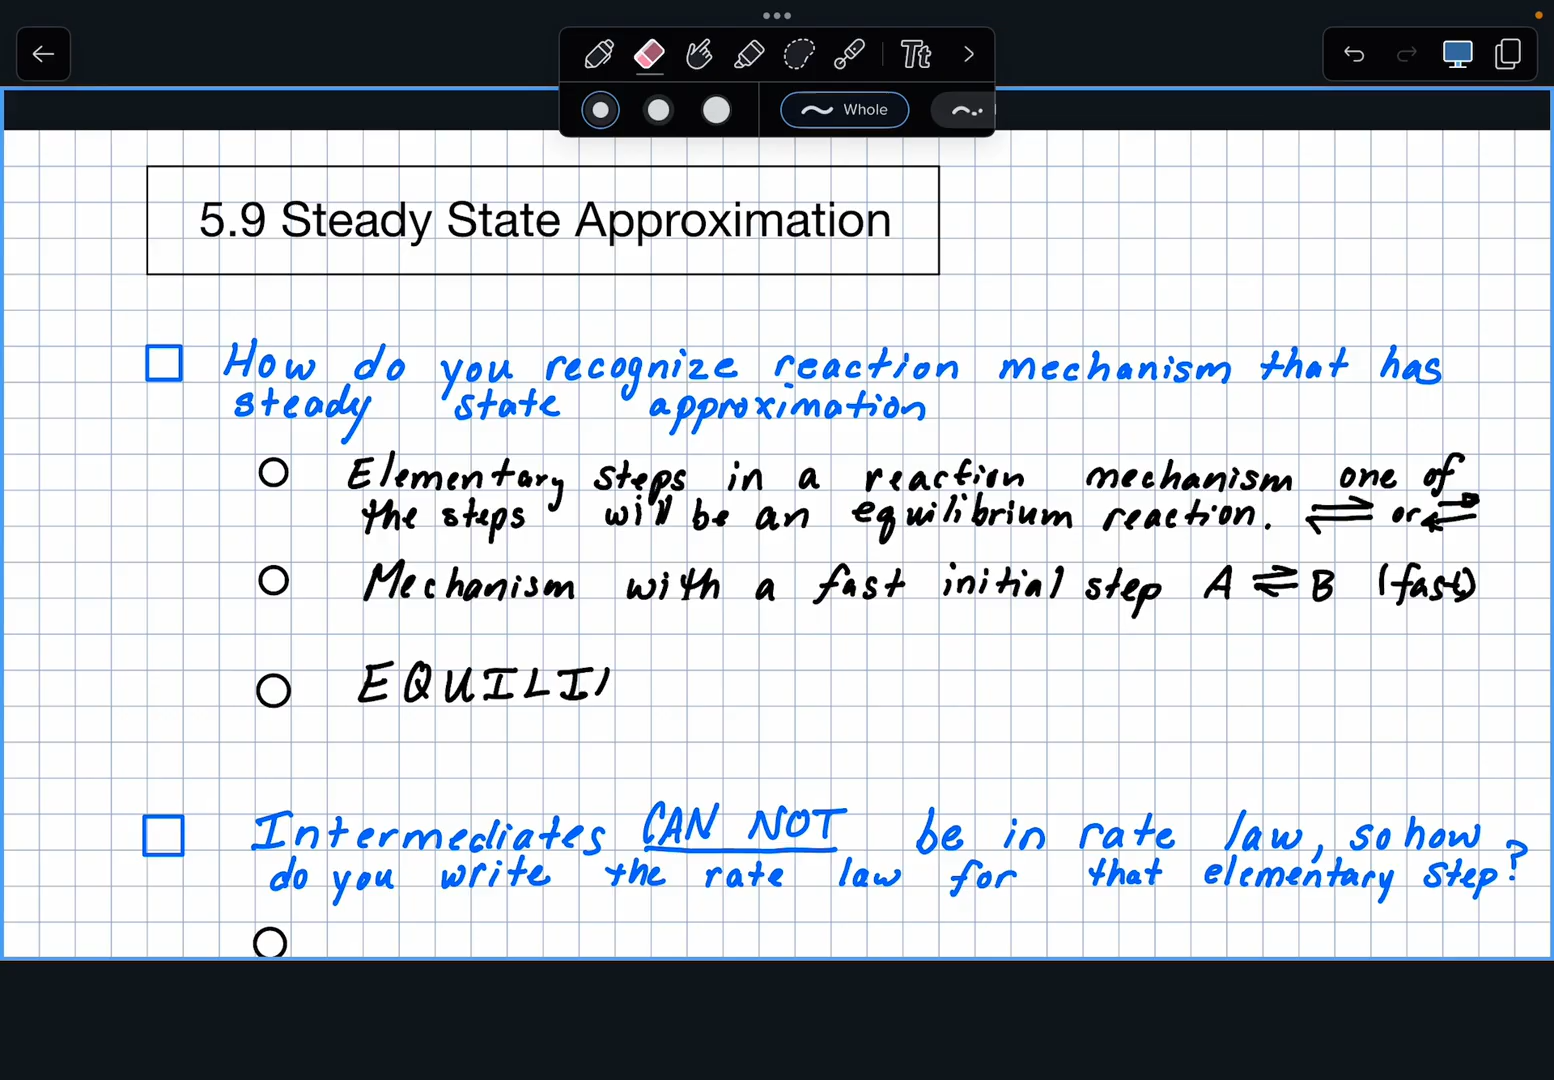 Tt
Whole
5.9 Steady State Approximation
How do you recognize reaction mechanism that has
steady state approximation
Elementary steps in a reaction mechanism one of
the steps will be an equilibrium reaction. ⇌ or ⇄
Mechanism with a fast initial step A ⇌ B (fast)
EQUILI
Intermediates CAN NOT be in rate law, so how
do you write the rate law for that elementary step?